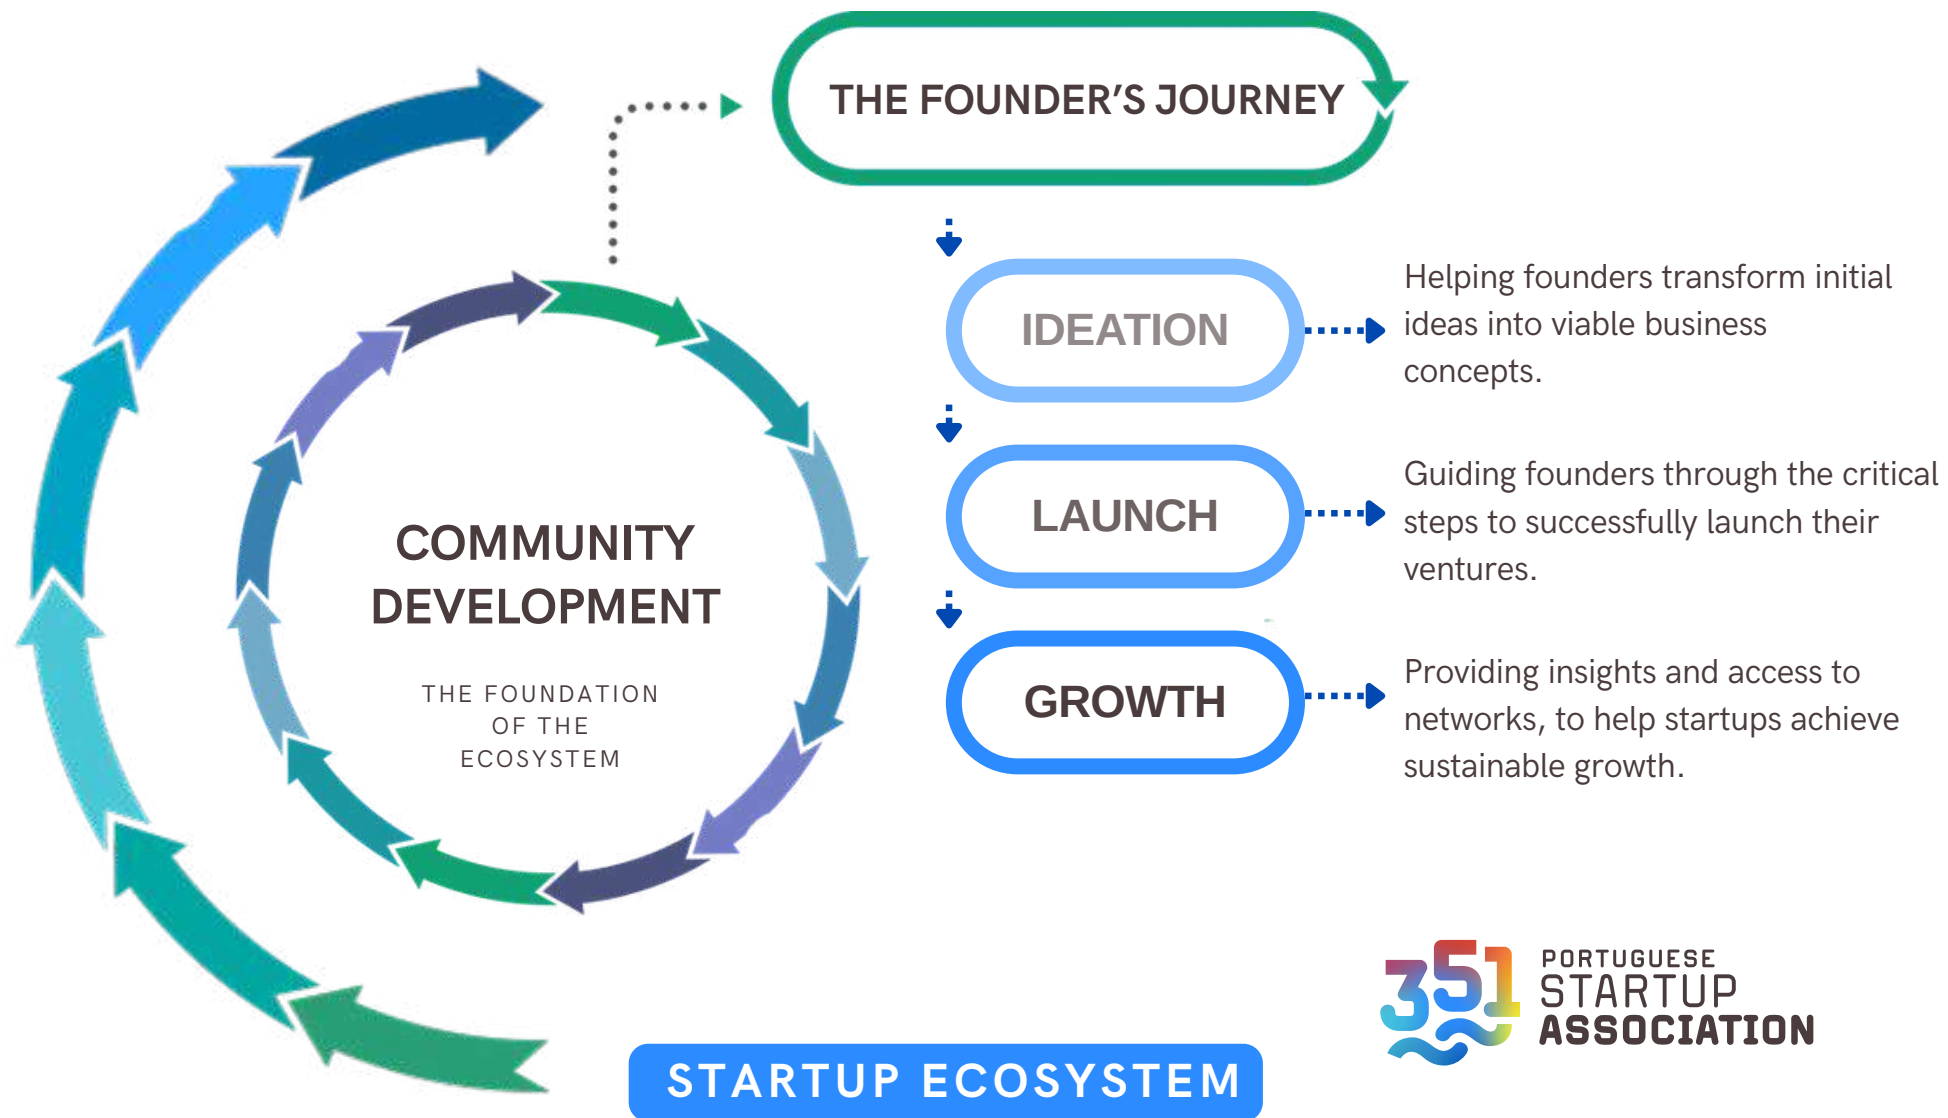 THE FOUNDER'S JOURNEY
COMMUNITY
DEVELOPMENT
THE FOUNDATION
OF THE
ECOSYSTEM
IDEATION
Helping founders transform initial
ideas into viable business
concepts.
LAUNCH
Guiding founders through the critical
steps to successfully launch their
ventures.
GROWTH
Providing insights and access to
networks, to help startups achieve
sustainable growth.
351
PORTUGUESE
STARTUP
ASSOCIATION
STARTUP ECOSYSTEM